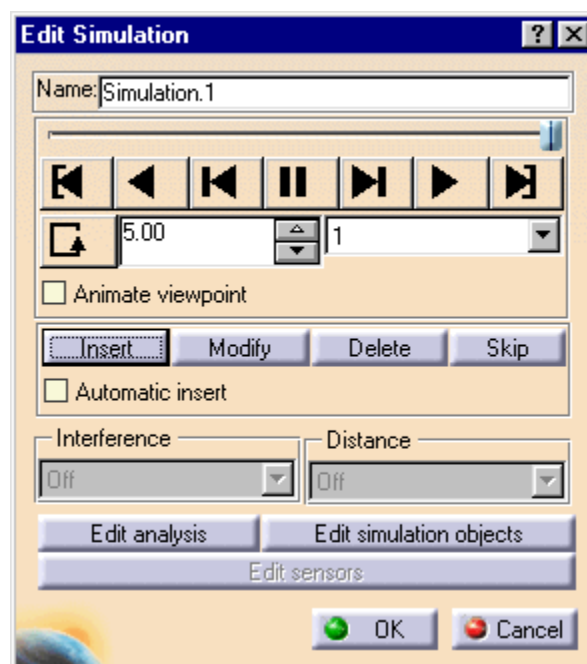 Edit Simulation
Name: Simulation.1
5.00 1
Animate viewpoint
Insert Modify Delete Skip
Automatic insert
Interference Distance
Off Off
Edit analysis Edit simulation objects
Edit sensors
OK Cancel